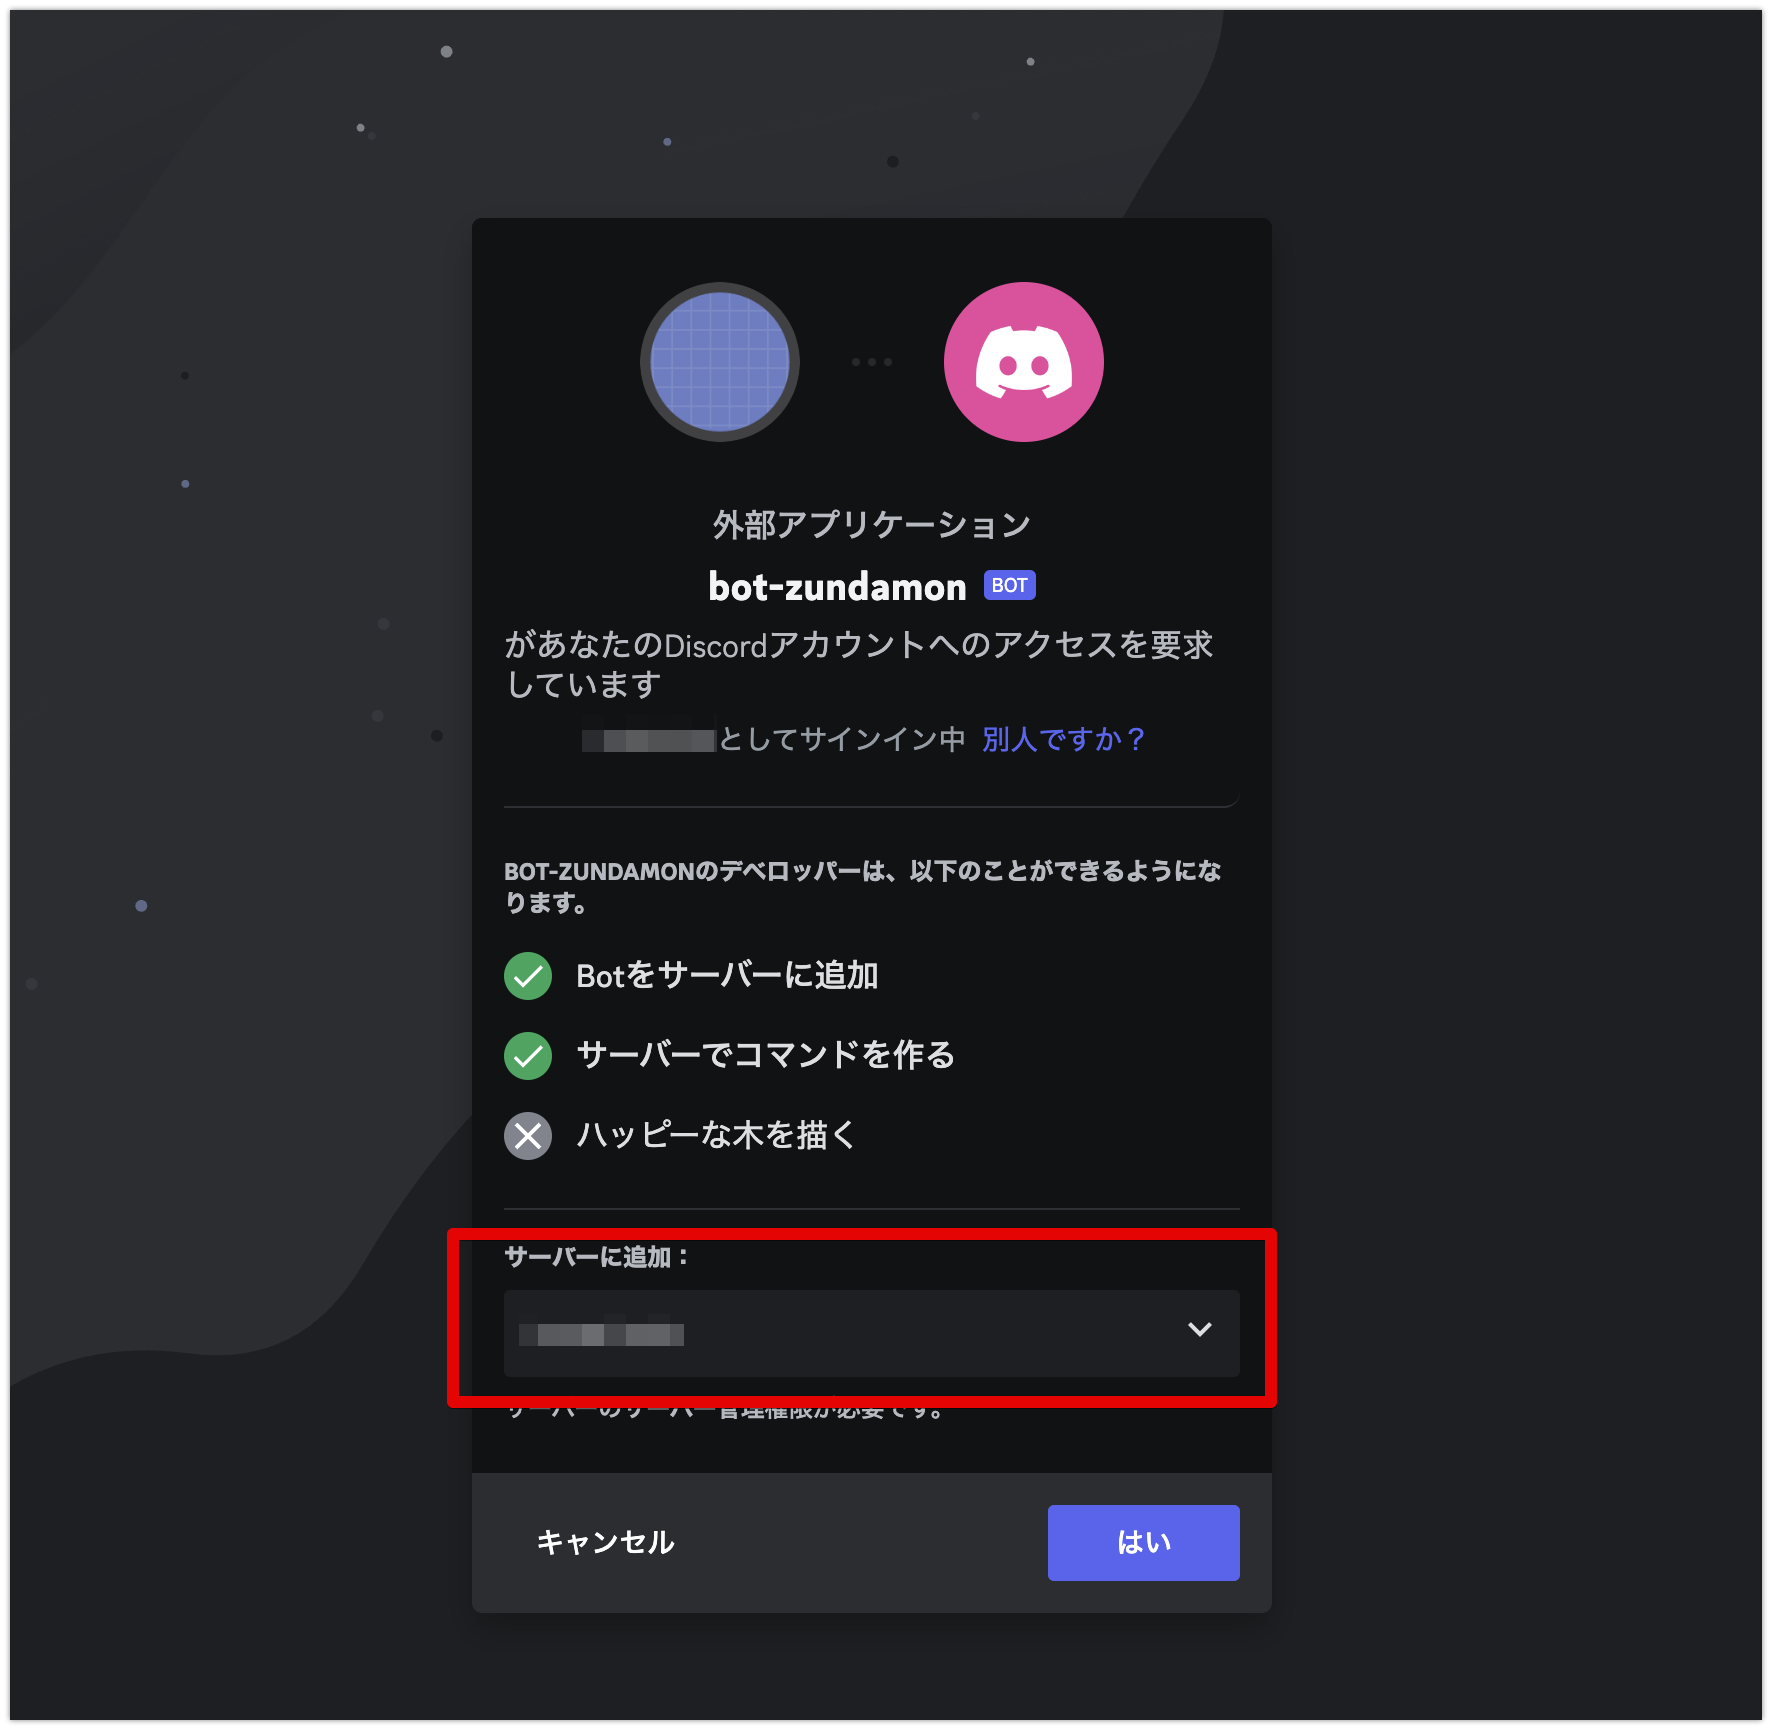 外部アプリケーション
bot-zundamon BOT
があなたのDiscordアカウントへのアクセスを要求
しています
としてサインイン中 別人ですか？
BOT-ZUNDAMONのデベロッパーは、以下のことができるようにな
ります。
Botをサーバーに追加
サーバーでコマンドを作る
ハッピーな木を描く
サーバーに追加：
サーバーのサーバー管理権限が必要です。
キャンセル
はい